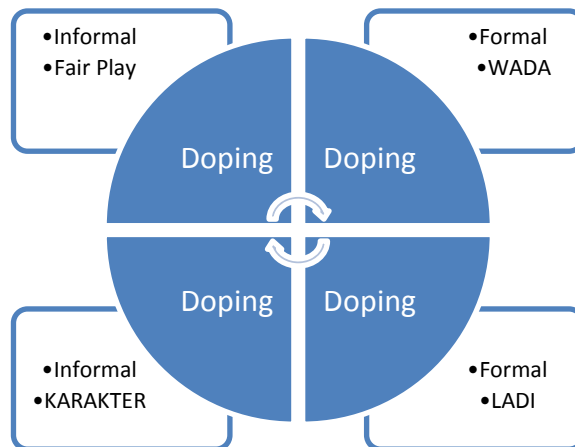 •Informal
•Fair Play
•Formal
•WADA
Doping
Doping
Doping
Doping
•Informal
•KARAKTER
•Formal
•LADI